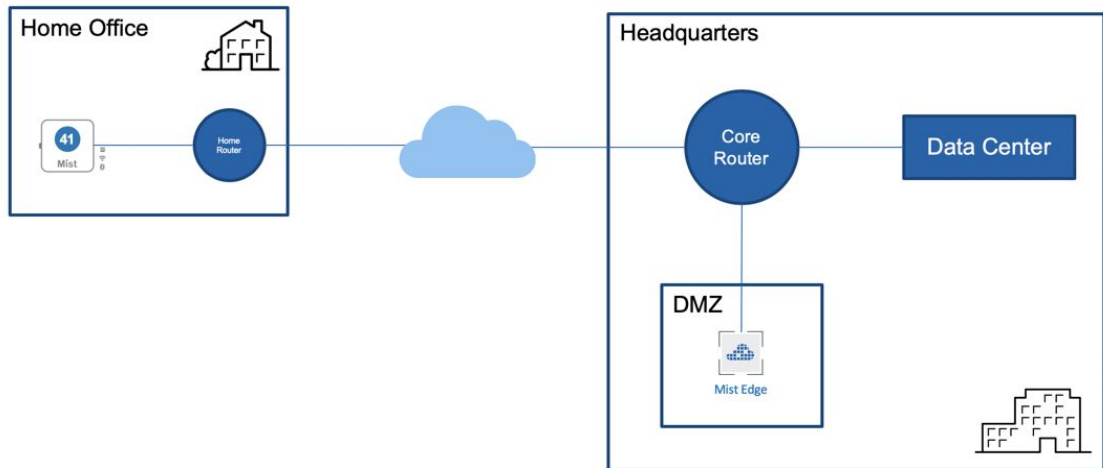 Home Office
41
Mist
Home
Router
Headquarters
Core
Router
Data Center
DMZ
Mist Edge